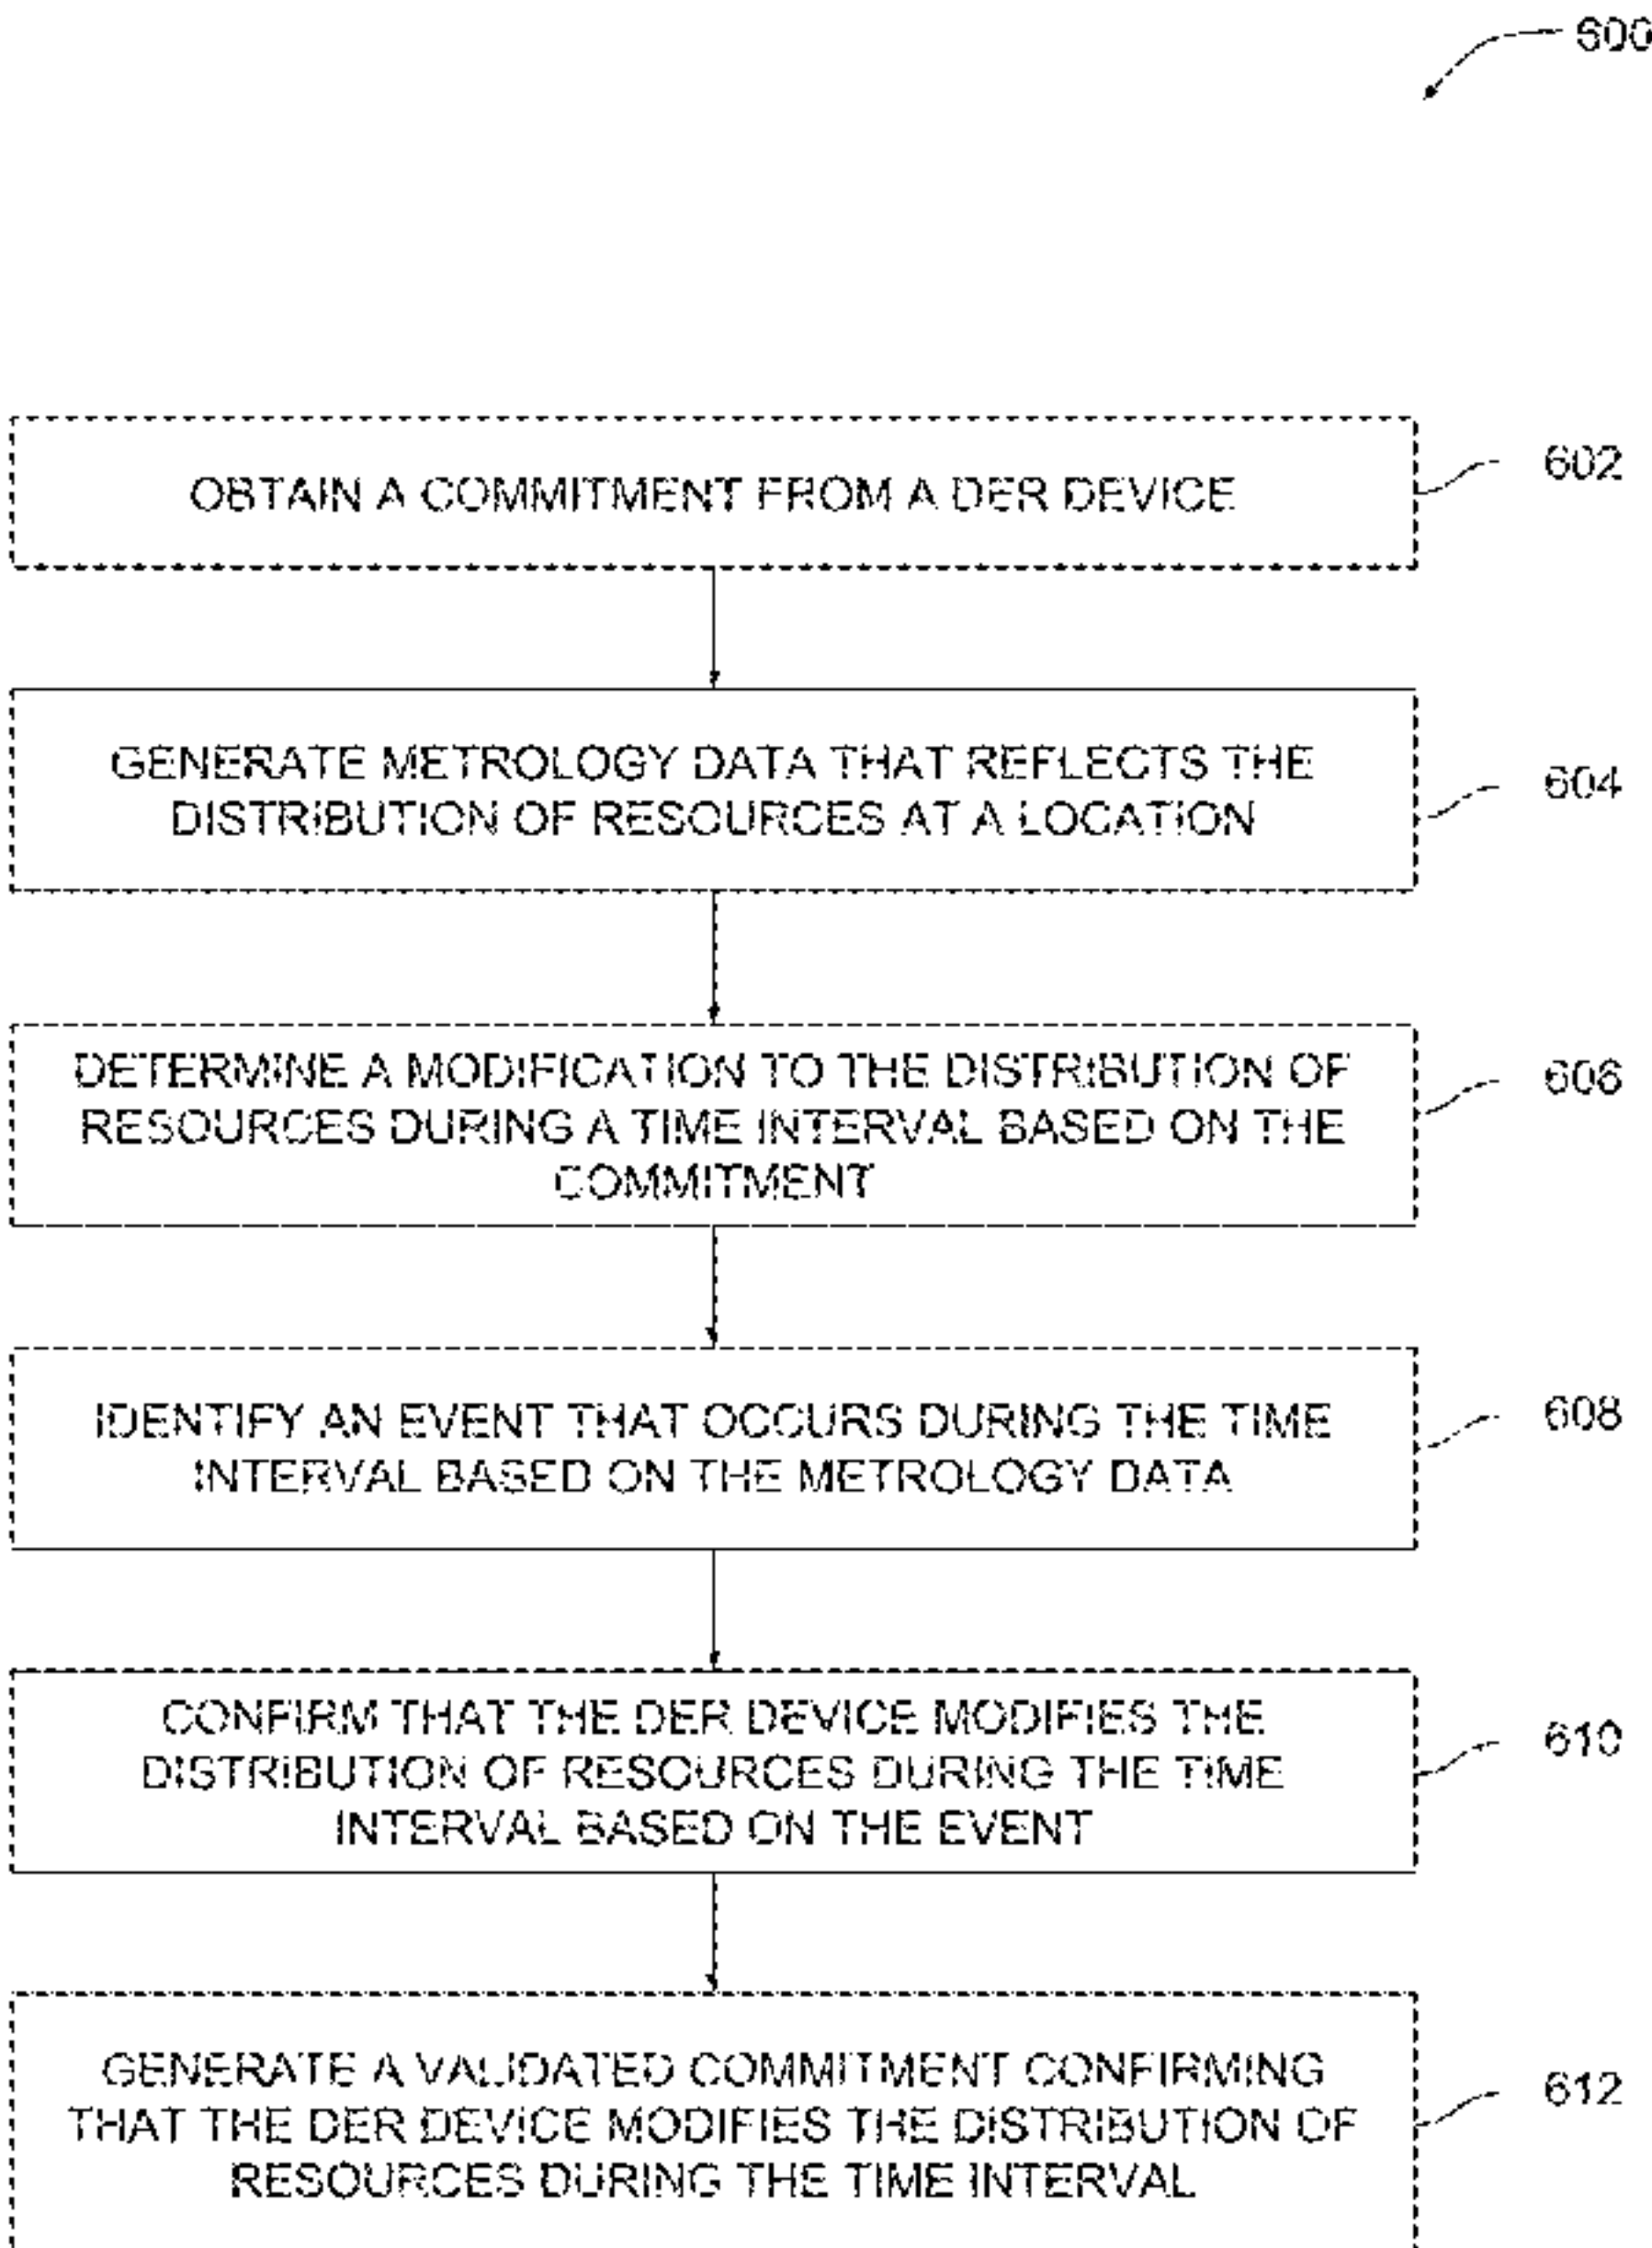 600
OBTAIN A COMMITMENT FROM A DER DEVICE
602
GENERATE METROLOGY DATA THAT REFLECTS THE
DISTRIBUTION OF RESOURCES AT A LOCATION
604
DETERMINE A MODIFICATION TO THE DISTRIBUTION OF
RESOURCES DURING A TIME INTERVAL BASED ON THE
COMMITMENT
606
IDENTIFY AN EVENT THAT OCCURS DURING THE TIME
INTERVAL BASED ON THE METROLOGY DATA
608
CONFIRM THAT THE DER DEVICE MODIFIES THE
DISTRIBUTION OF RESOURCES DURING THE TIME
INTERVAL BASED ON THE EVENT
610
GENERATE A VALIDATED COMMITMENT CONFIRMING
THAT THE DER DEVICE MODIFIES THE DISTRIBUTION OF
RESOURCES DURING THE TIME INTERVAL
612